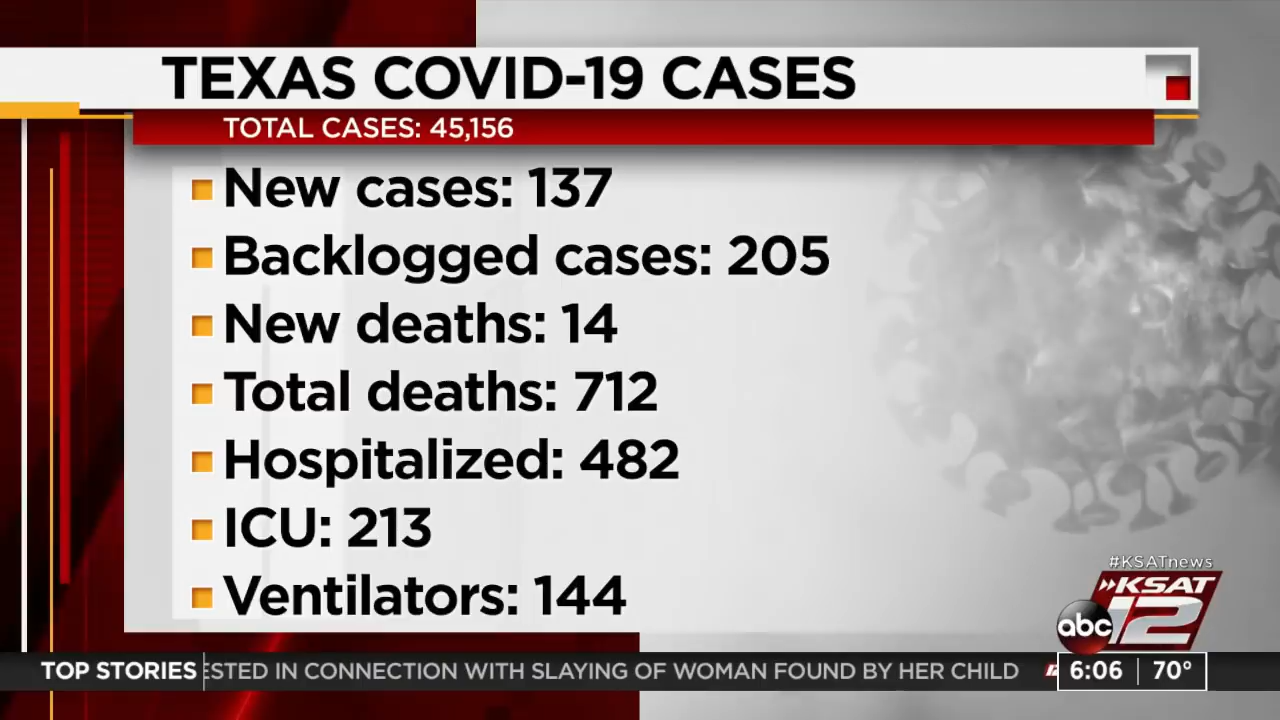 TEXAS COVID-19 CASES
TOTAL CASES: 45,156
New cases: 137
Backlogged cases: 205
New deaths: 14
Total deaths: 712
Hospitalized: 482
ICU: 213
Ventilators: 144
#KSATnews
KSAT
abc 12
TOP STORIES ESTED IN CONNECTION WITH SLAYING OF WOMAN FOUND BY HER CHILD 6:06 70°